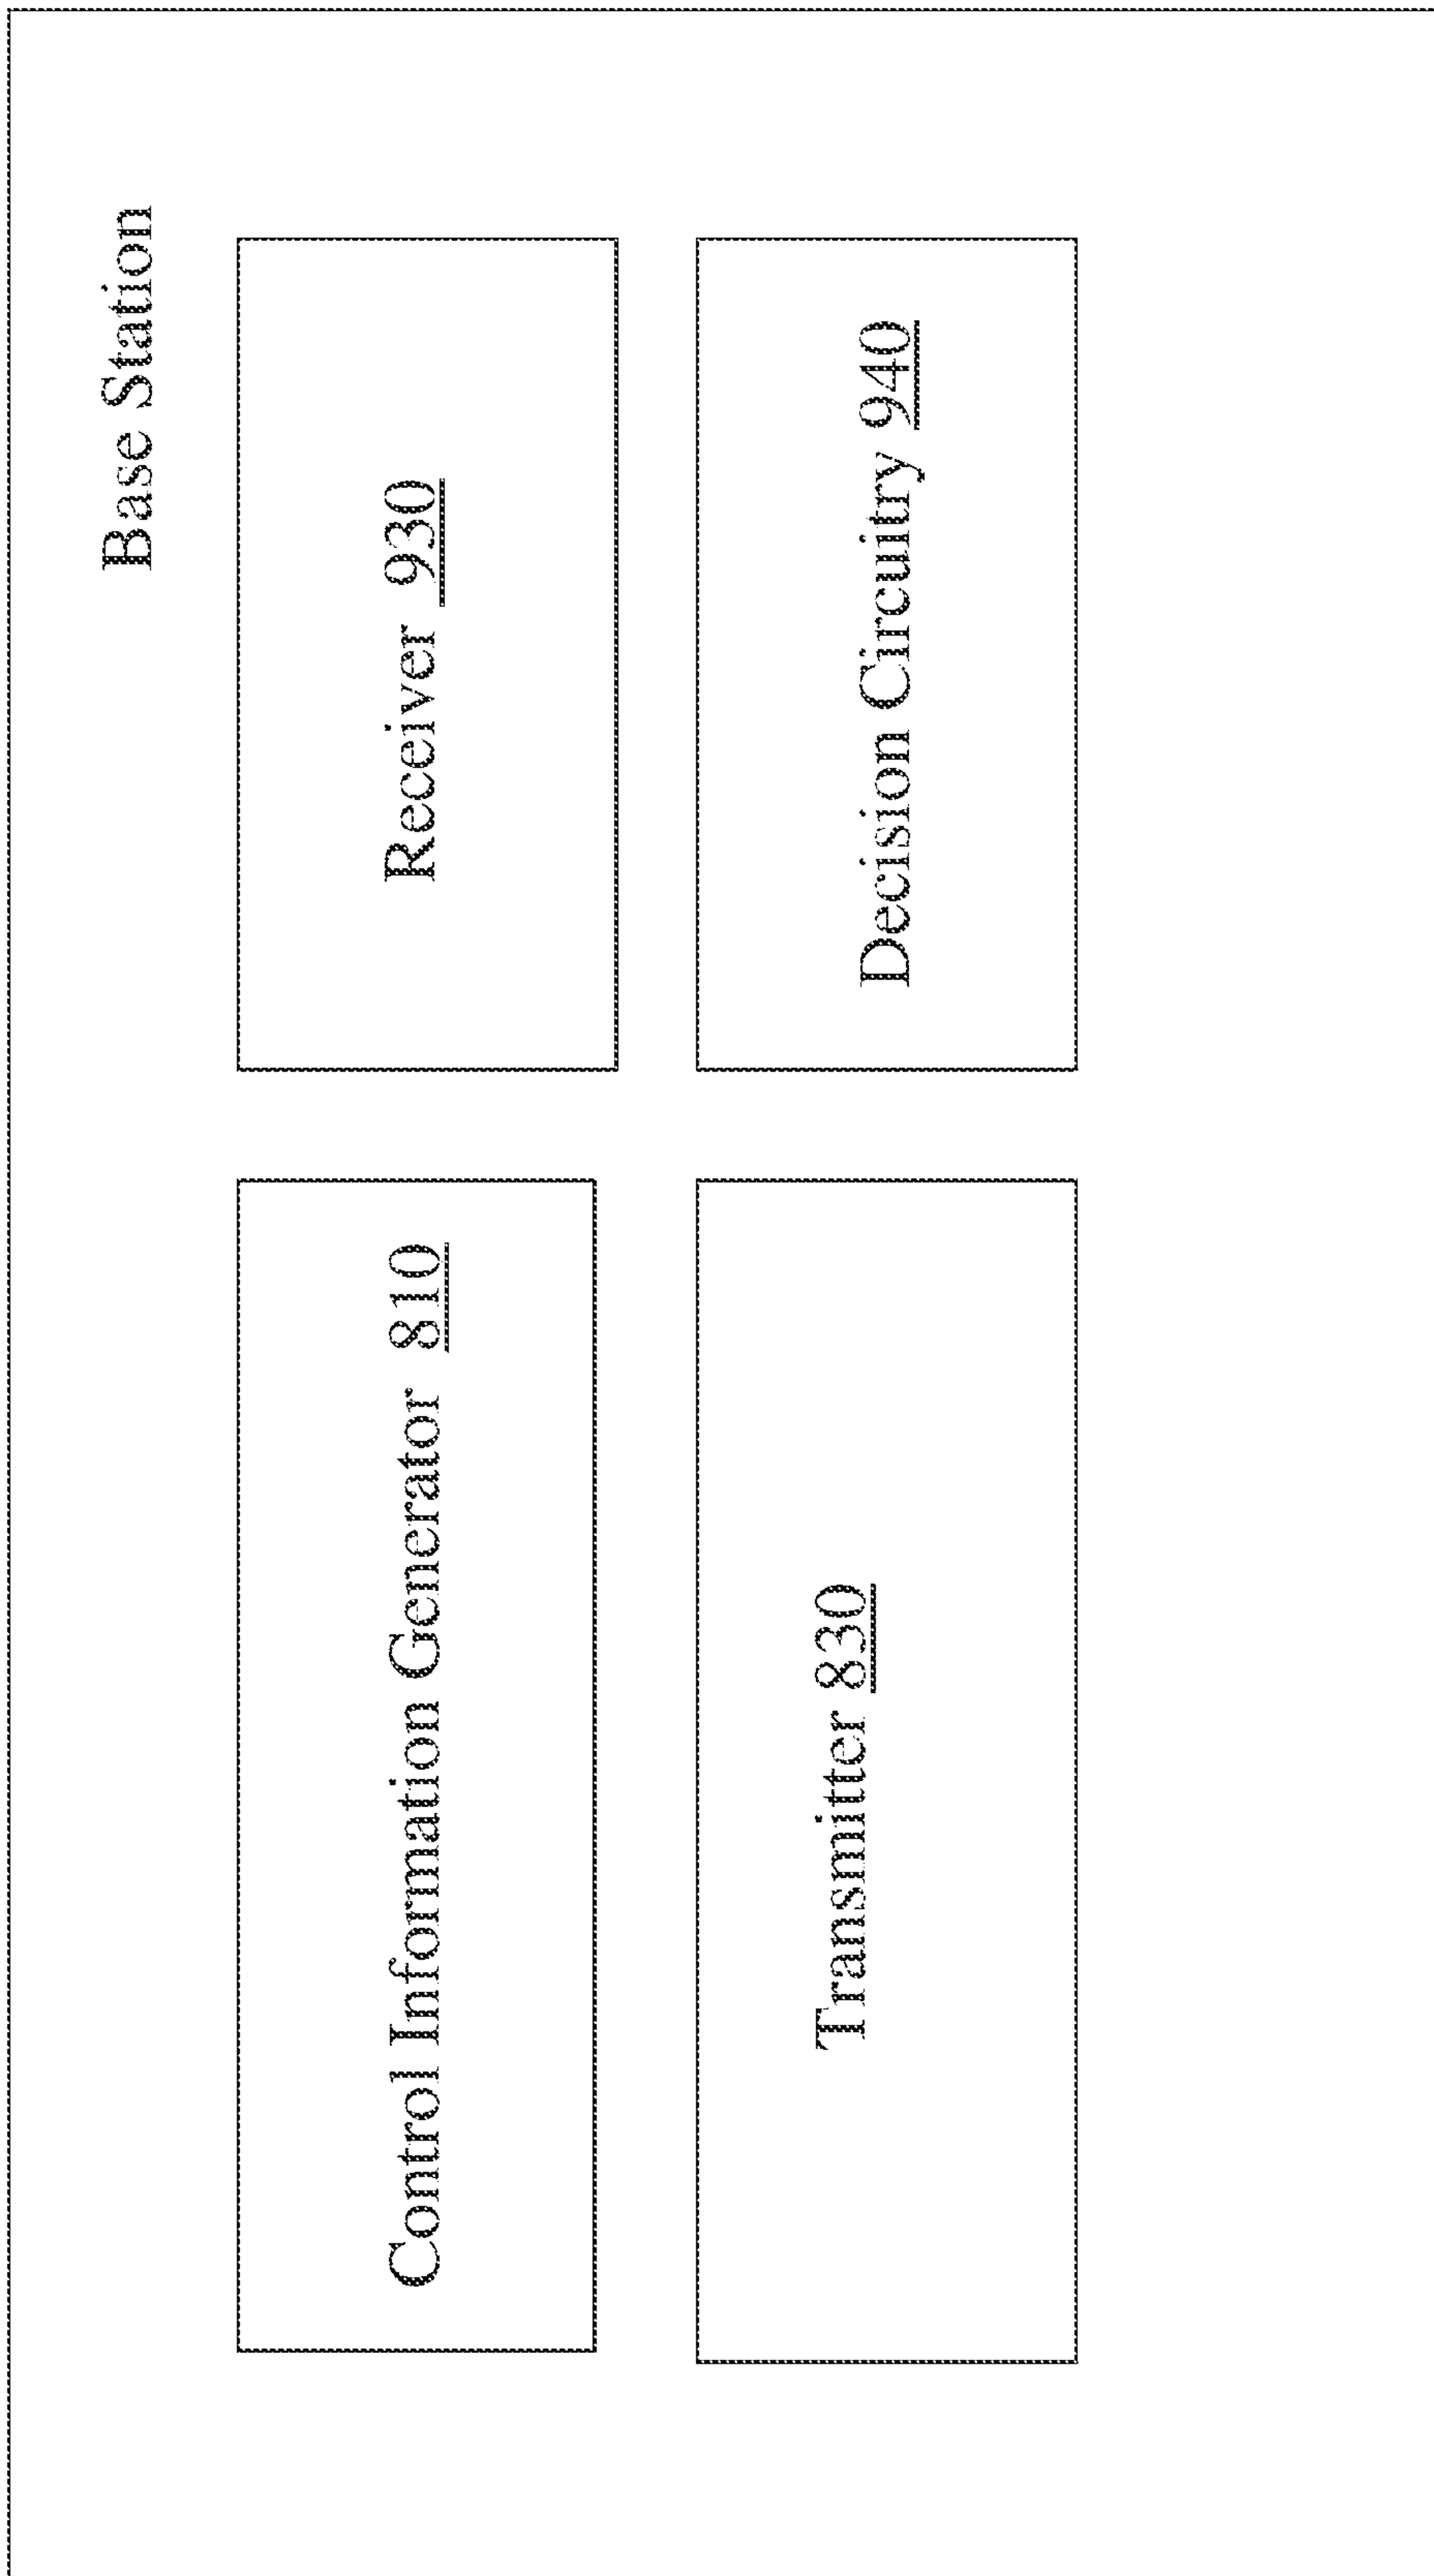 Base Station
Control Information Generator 810
Receiver 930
Transmitter 830
Decision Circuitry 940